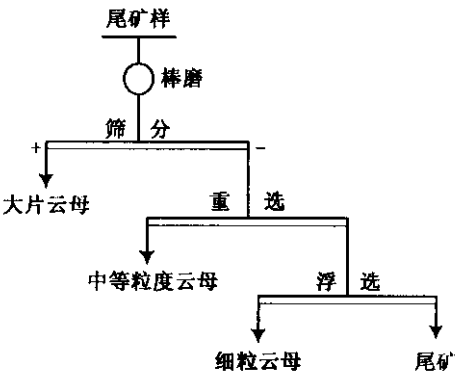 尾矿样
棒磨
筛 分
+ −
大片云母
重 选
中等粒度云母
浮 选
细粒云母 尾矿